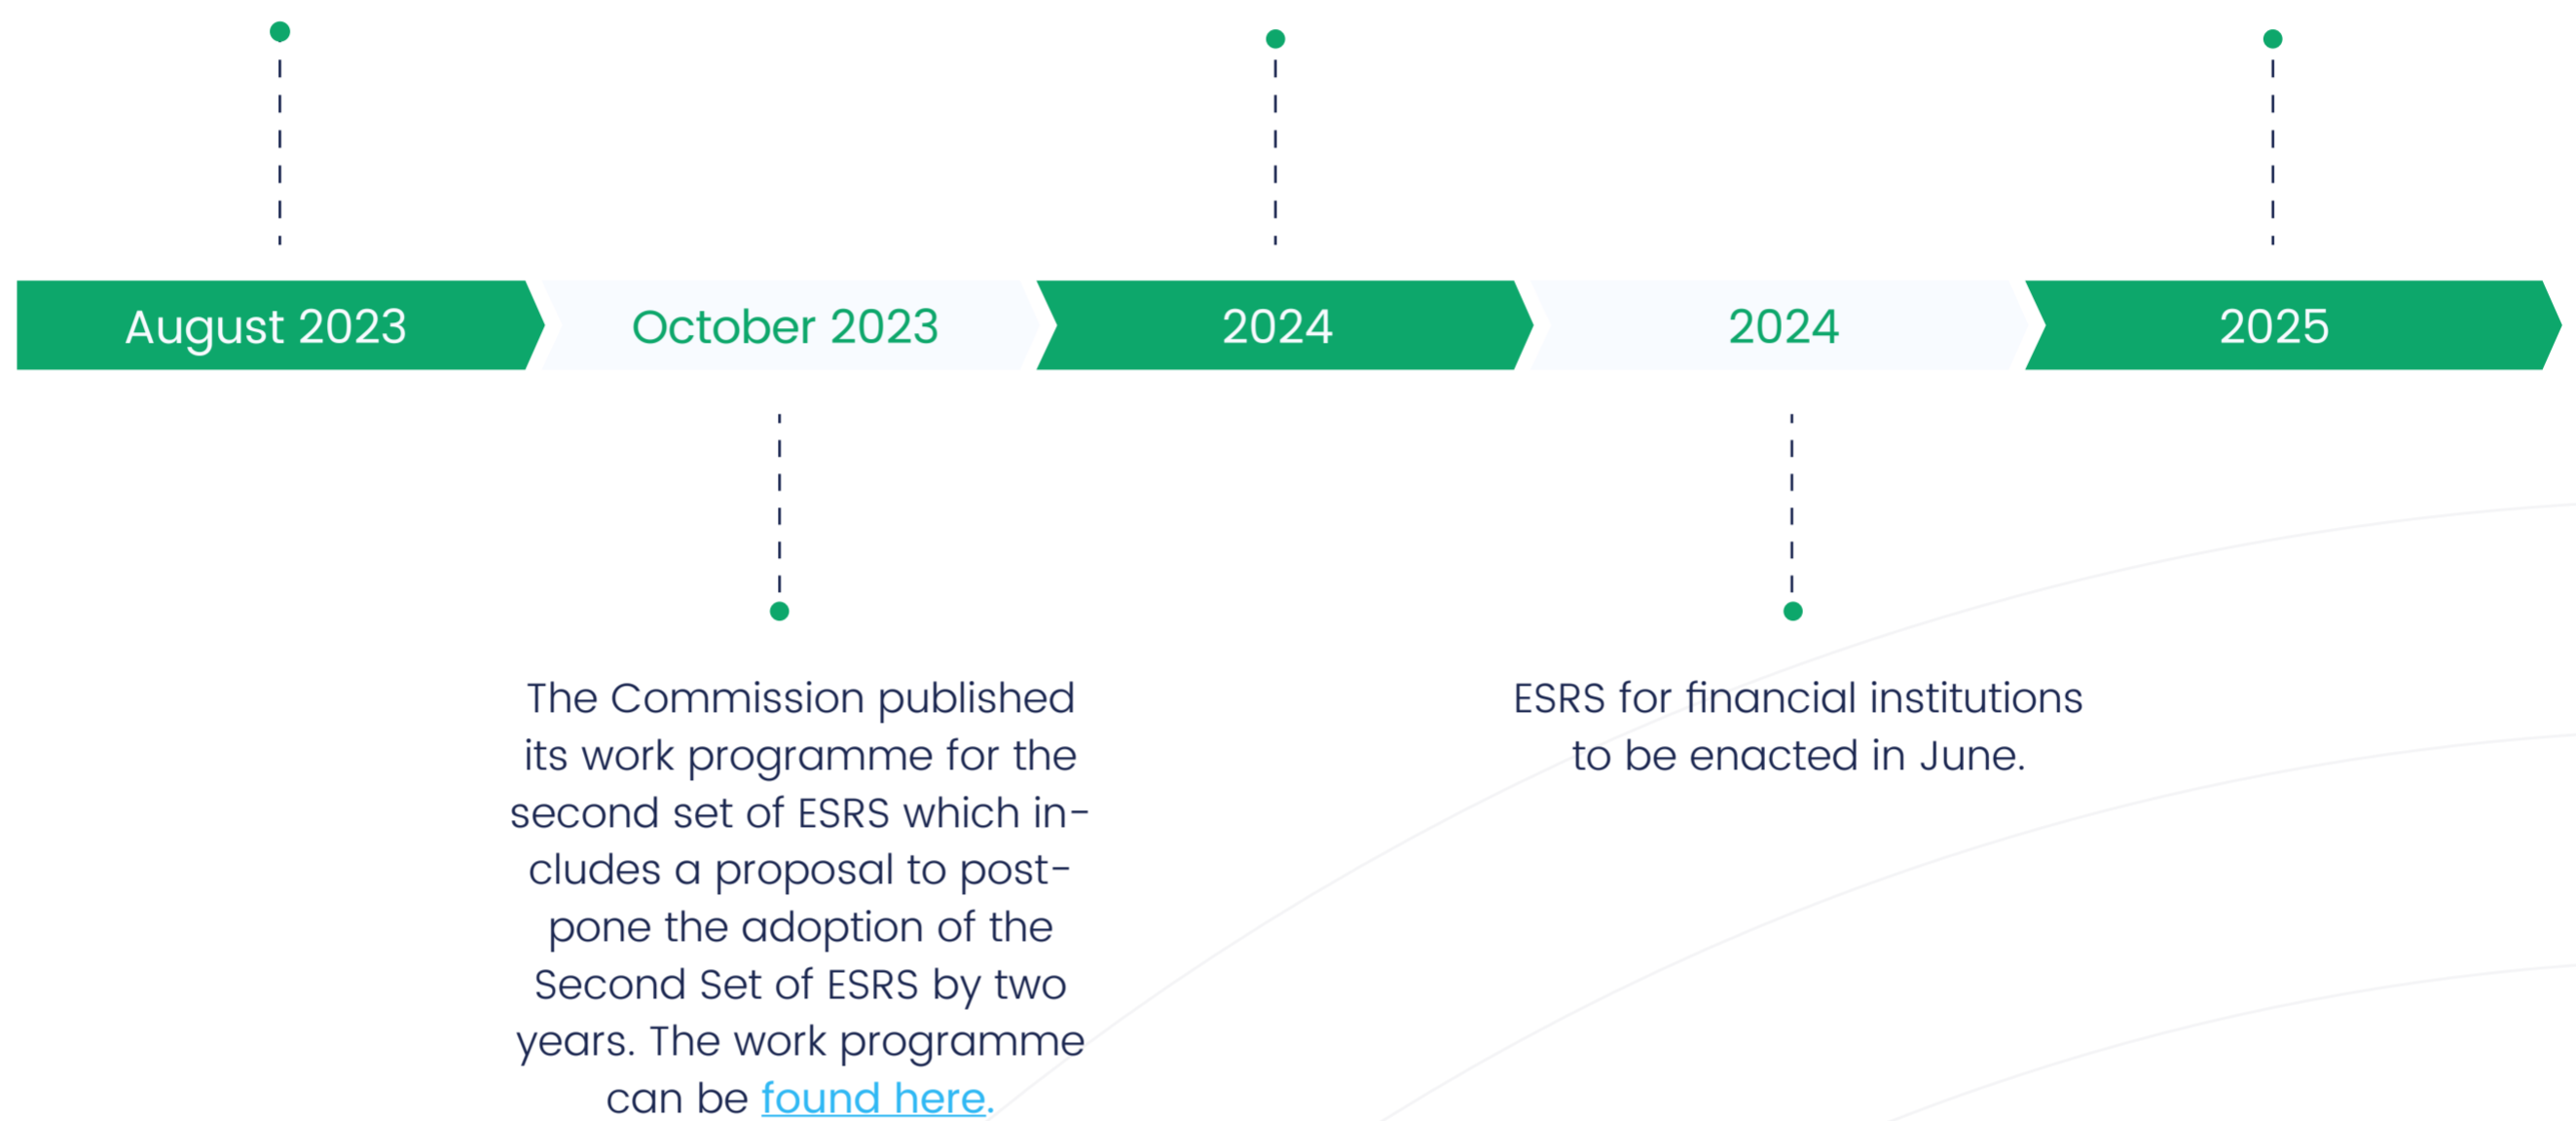 August 2023
October 2023
2024
2024
2025
The Commission published
its work programme for the
second set of ESRS which in-
cludes a proposal to post-
pone the adoption of the
Second Set of ESRS by two
years. The work programme
can be found here.
ESRS for financial institutions
to be enacted in June.